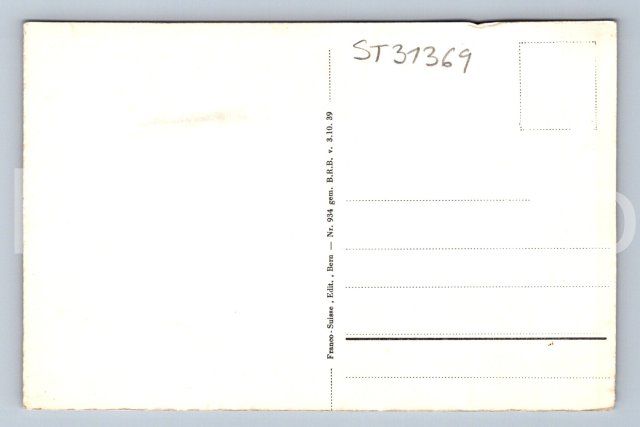 ST31369
Franco-Suisse, Edit., Bern — Nr. 934 gem. B.R.B. v. 3.10.39